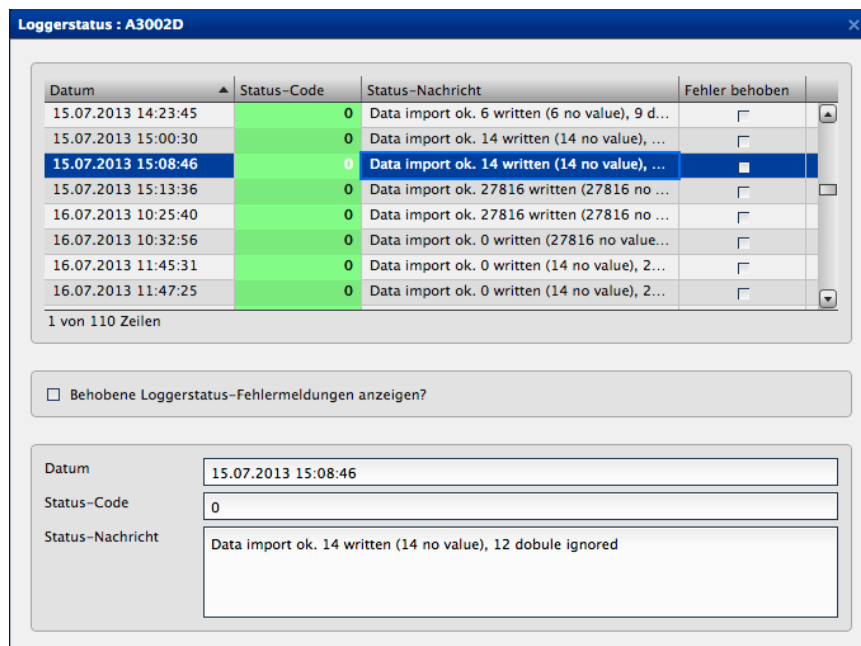 Loggerstatus : A3002D
Datum Status-Code Status-Nachricht Fehler behoben
15.07.2013 14:23:45 0 Data import ok. 6 written (6 no value), 9 d...
15.07.2013 15:00:30 0 Data import ok. 14 written (14 no value), ...
15.07.2013 15:08:46 0 Data import ok. 14 written (14 no value), ...
15.07.2013 15:13:36 0 Data import ok. 27816 written (27816 no ...
16.07.2013 10:25:40 0 Data import ok. 27816 written (27816 no ...
16.07.2013 10:32:56 0 Data import ok. 0 written (27816 no value...
16.07.2013 11:45:31 0 Data import ok. 0 written (14 no value), 2...
16.07.2013 11:47:25 0 Data import ok. 0 written (14 no value), 2...
1 von 110 Zeilen
Behobene Loggerstatus-Fehlermeldungen anzeigen?
Datum 15.07.2013 15:08:46
Status-Code 0
Status-Nachricht Data import ok. 14 written (14 no value), 12 dobule ignored